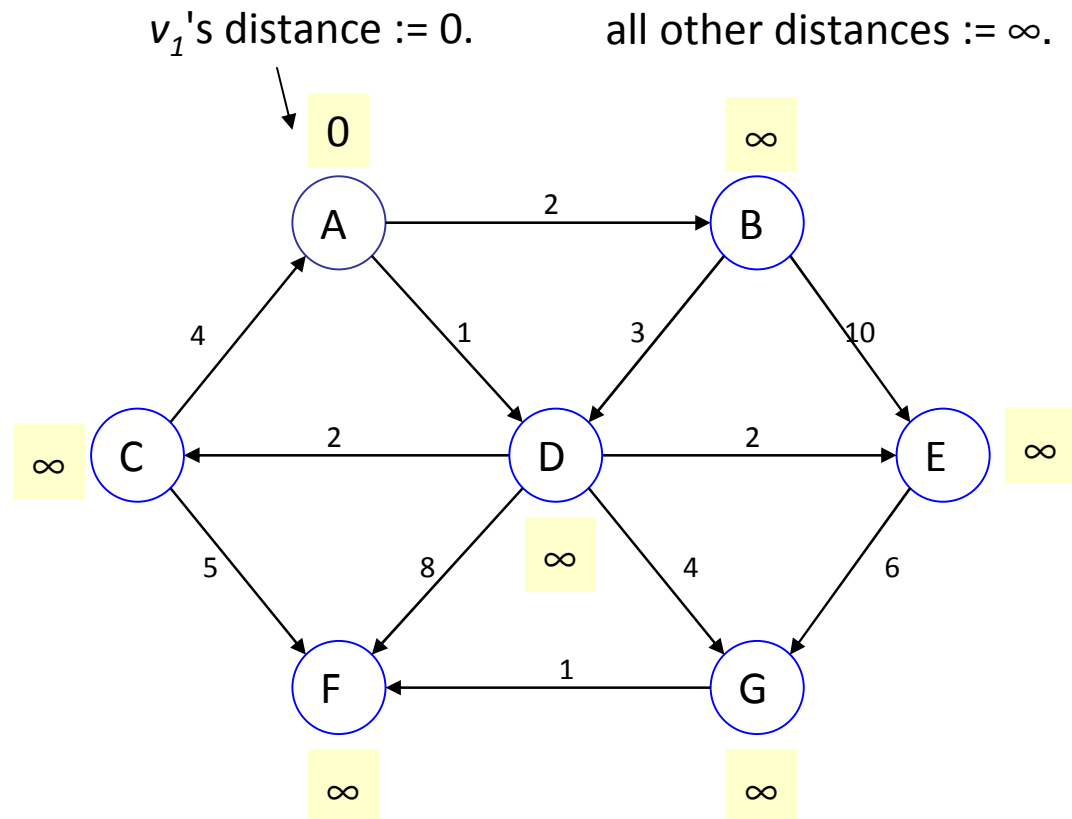 v₁'s distance := 0. all other distances := ∞.
0 ∞
2
A B
4 1 3 10
2 2
∞ C D E ∞
∞
5 8 4 6
1
F G
∞ ∞